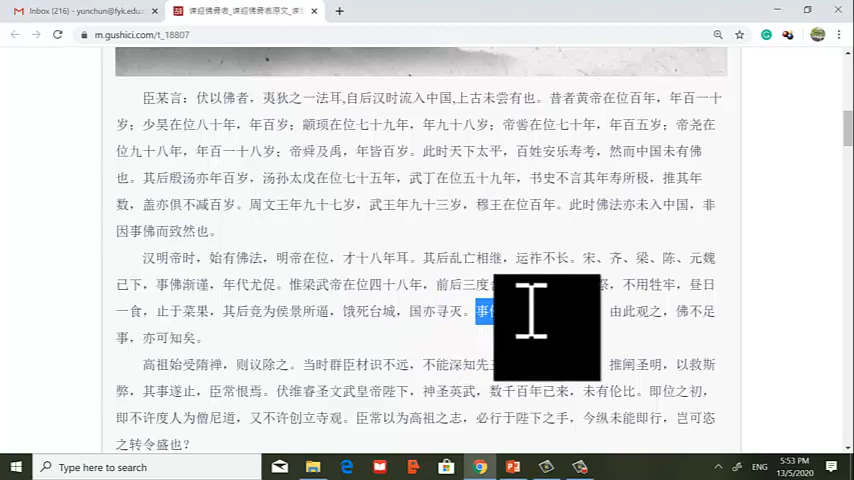 Inbox (216) - yunchun@fyk.edu.
谏迎佛骨表_谏迎佛骨表原文_谏迎
m.gushici.com/t_18807
臣某言：伏以佛者，夷狄之一法耳,自后汉时流入中国,上古未尝有也。昔者黄帝在位百年，年百一十
岁；少昊在位八十年，年百岁；颛顼在位七十九年，年九十八岁；帝喾在位七十年，年百五岁；帝尧在
位九十八年，年百一十八岁；帝舜及禹，年皆百岁。此时天下太平，百姓安乐寿考，然而中国未有佛
也。其后殷汤亦年百岁，汤孙太戊在位七十五年，武丁在位五十九年，书史不言其年寿所极，推其年
数，盖亦俱不减百岁。周文王年九十七岁，武王年九十三岁，穆王在位百年。此时佛法亦未入中国，非
因事佛而致然也。
汉明帝时，始有佛法，明帝在位，才十八年耳。其后乱亡相继，运祚不长。宋、齐、梁、陈、元魏
已下，事佛渐谨，年代尤促。惟梁武帝在位四十八年，前后三度 祭，不用牲牢，昼日
一食，止于菜果，其后竞为侯景所逼，饿死台城，国亦寻灭。事 由此观之，佛不足
事，亦可知矣。
高祖始受隋禅，则议除之。当时群臣材识不远，不能深知先 推阐圣明，以救斯
弊，其事遂止，臣常恨焉。伏维睿圣文武皇帝陛下，神圣英武，数千百年已来，未有伦比。即位之初，
即不许度人为僧尼道，又不许创立寺观。臣常以为高祖之志，必行于陛下之手，今纵未能即行，岂可恣
之转令盛也？
Type here to search
ENG
5:53 PM
13/5/2020